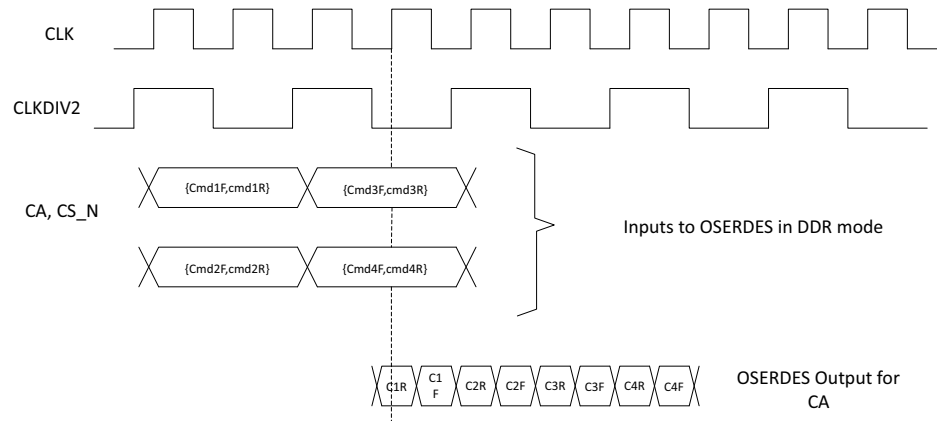 CLK
CLKDIV2
{Cmd1F,cmd1R}
{Cmd3F,cmd3R}
CA, CS_N
Inputs to OSERDES in DDR mode
{Cmd2F,cmd2R}
{Cmd4F,cmd4R}
C1R
C1
F
C2R
C2F
C3R
C3F
C4R
C4F
OSERDES Output for
CA